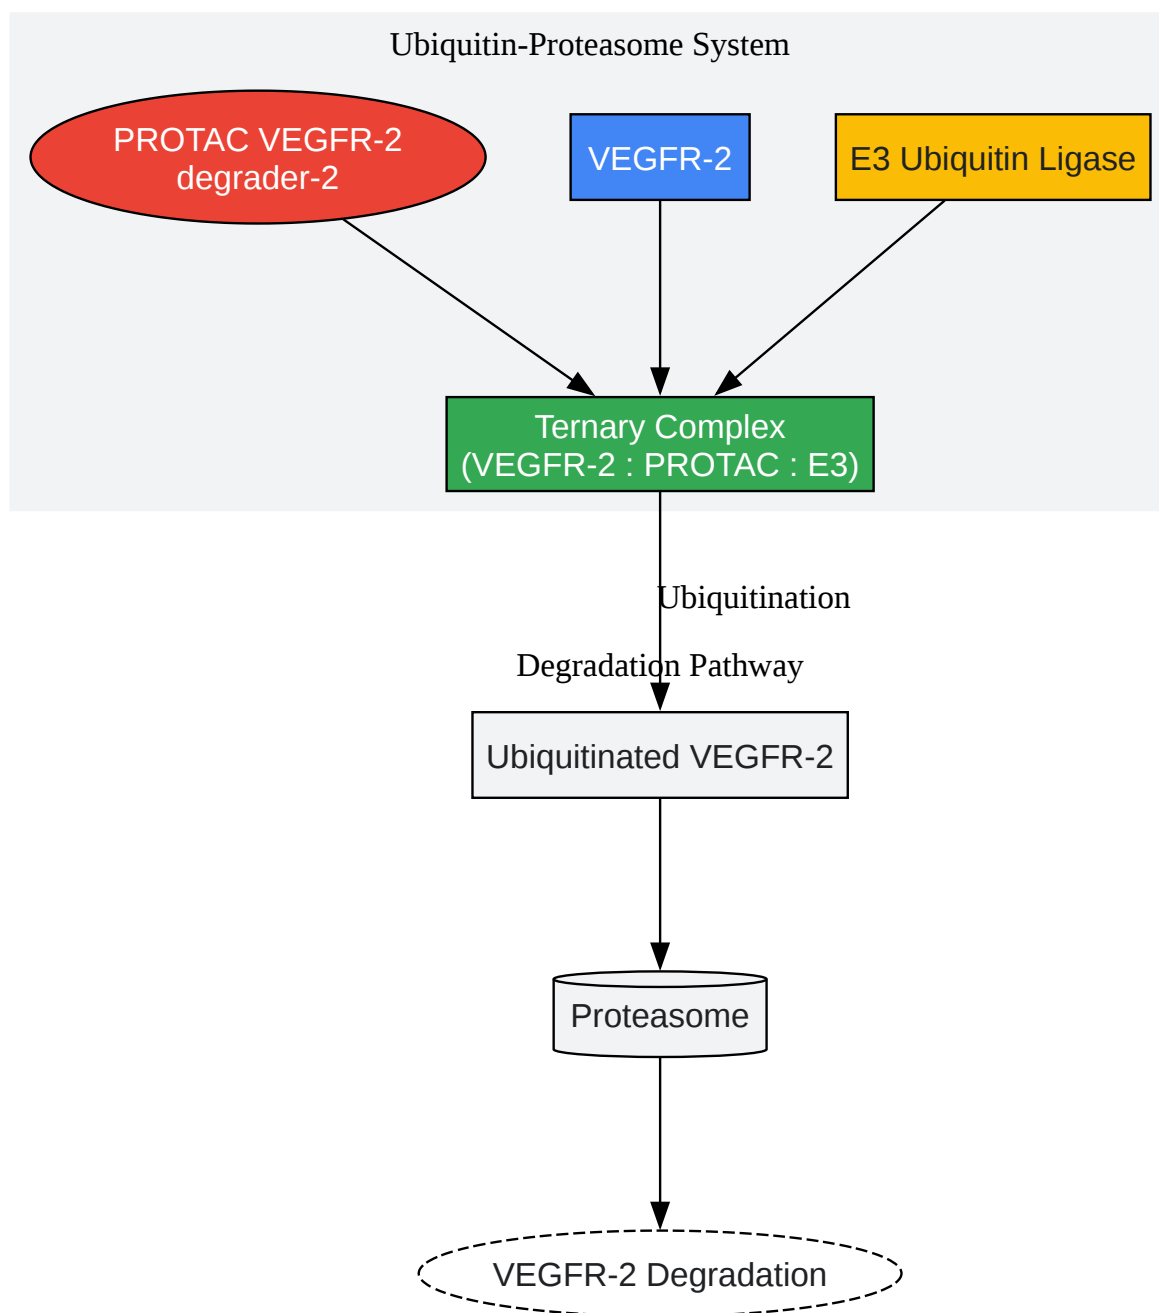 Ubiquitin-Proteasome System
PROTAC VEGFR-2
degrader-2
VEGFR-2
E3 Ubiquitin Ligase
Ternary Complex
(VEGFR-2 : PROTAC : E3)
Ubiquitination
Degradation Pathway
Ubiquitinated VEGFR-2
Proteasome
VEGFR-2 Degradation